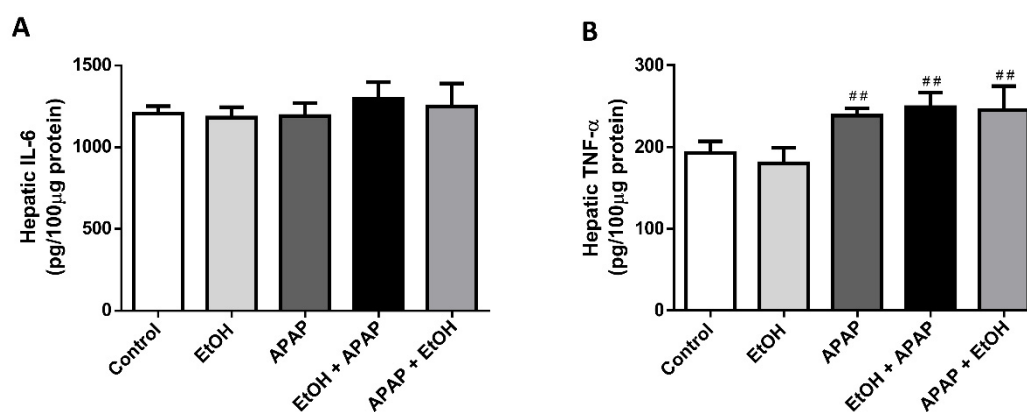 A
Hepatic IL-6
(pg/100μg protein)
1500
1000
500
0
Control
EtOH
APAP
EtOH + APAP
APAP + EtOH
B
Hepatic TNF-α
(pg/100μg protein)
300
200
100
0
##
##
##
Control
EtOH
APAP
EtOH + APAP
APAP + EtOH